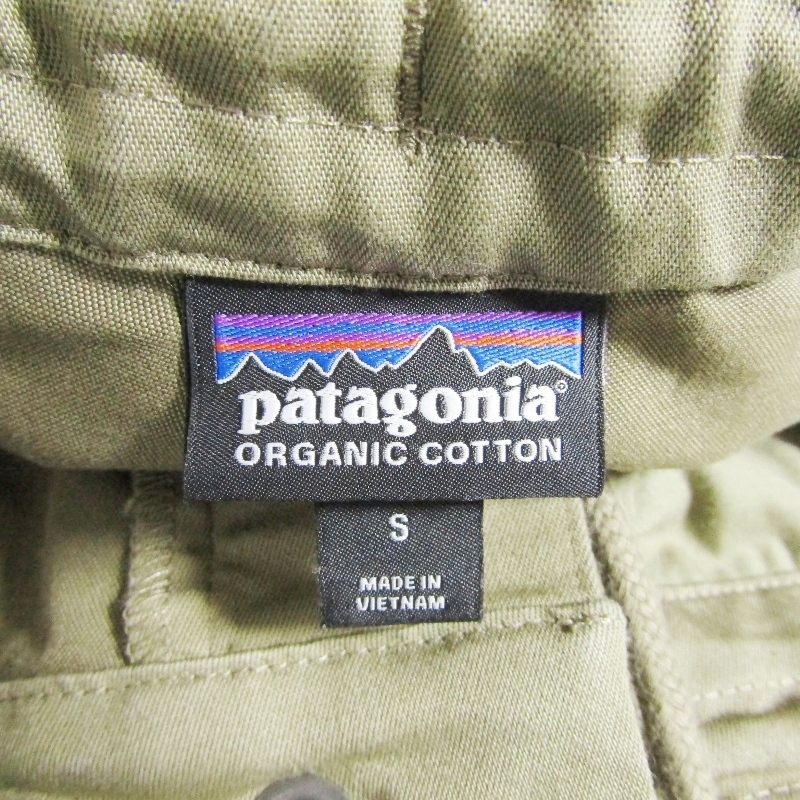 patagonia®
ORGANIC COTTON
S
MADE IN
VIETNAM